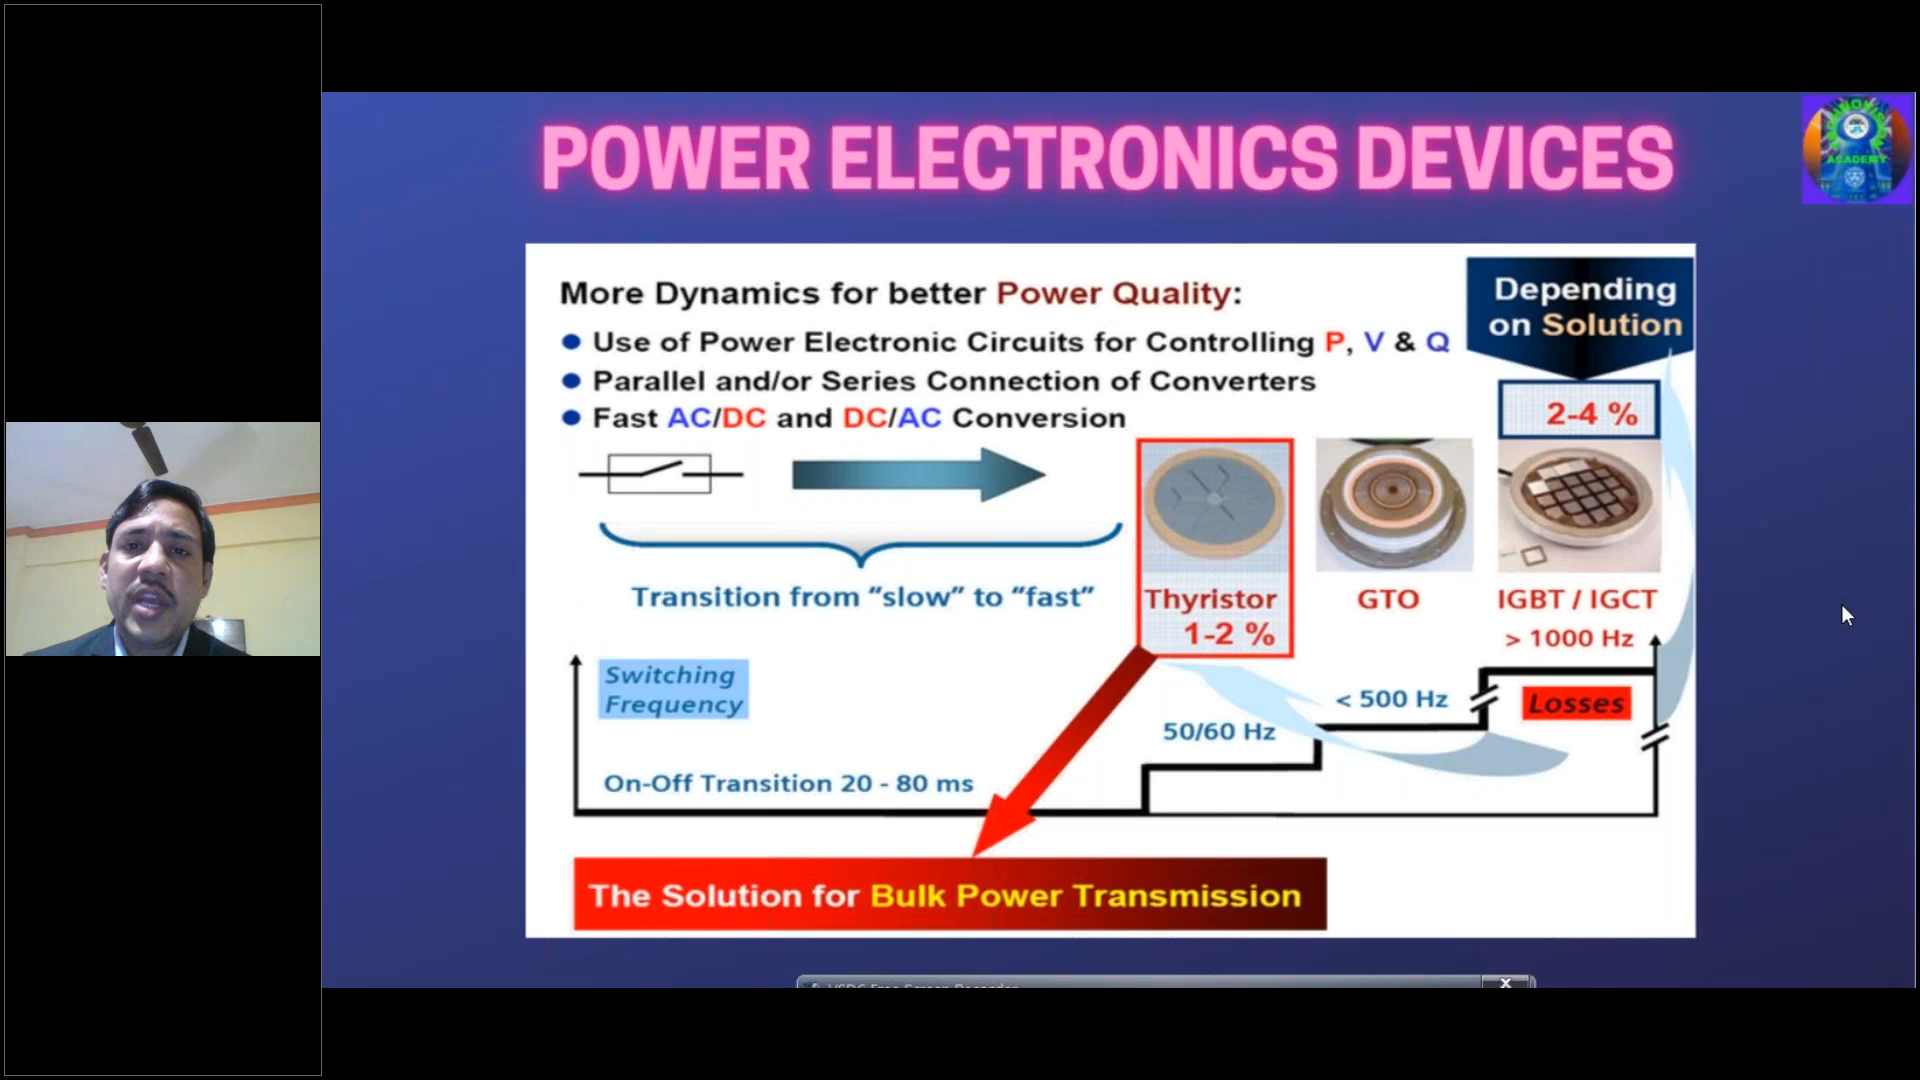 POWER ELECTRONICS DEVICES
ACADEMY
More Dynamics for better Power Quality:
Depending
on Solution
● Use of Power Electronic Circuits for Controlling P, V & Q
● Parallel and/or Series Connection of Converters
● Fast AC/DC and DC/AC Conversion
2-4 %
Transition from “slow” to “fast”
Thyristor
1-2 %
GTO
IGBT / IGCT
> 1000 Hz
Switching
Frequency
< 500 Hz
Losses
50/60 Hz
On-Off Transition 20 - 80 ms
The Solution for Bulk Power Transmission
X